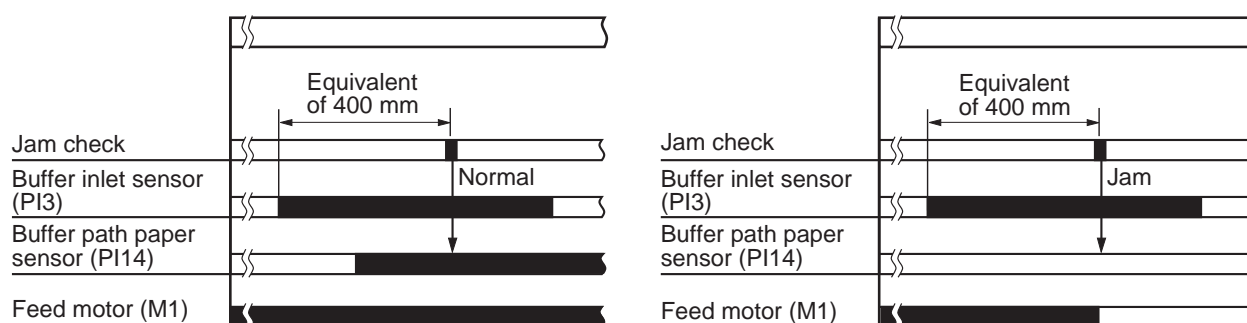 Equivalent
of 400 mm
Jam check
Normal
Buffer inlet sensor
(PI3)
Buffer path paper
sensor (PI14)
Feed motor (M1)
Equivalent
of 400 mm
Jam check
Jam
Buffer inlet sensor
(PI3)
Buffer path paper
sensor (PI14)
Feed motor (M1)